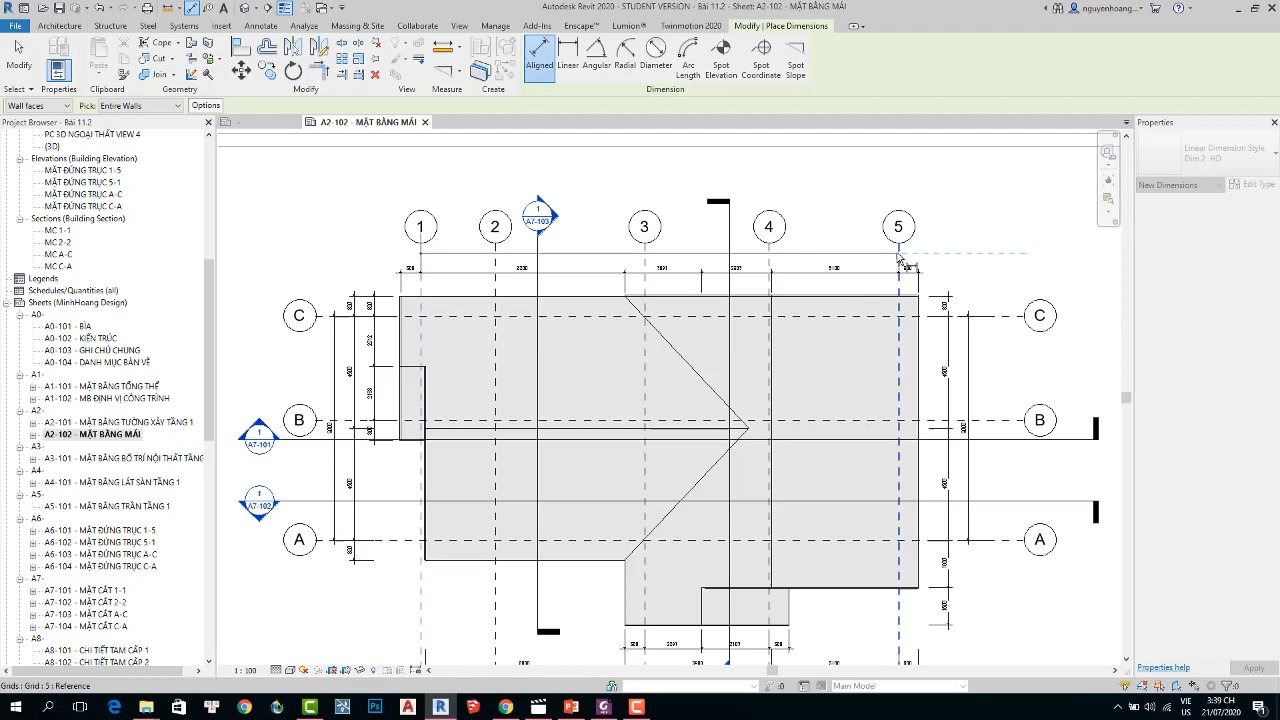 Autodesk Revit 2020 - STUDENT VERSION - Bài 11.2 - Sheet: A2-102 - MẶT BẰNG MÁI
nguyenhoang...
File
Architecture
Structure
Steel
Systems
Insert
Annotate
Analyze
Massing & Site
Collaborate
View
Manage
Add-Ins
Enscape™
Lumion®
Twinmotion 2020
Modify | Place Dimensions
Modify
Paste
Cope
Cut
Join
Aligned
Linear
Angular
Radial
Diameter
Arc Length
Spot Elevation
Spot Coordinate
Spot Slope
Select
Properties
Clipboard
Geometry
Modify
View
Measure
Create
Dimension
Wall faces
Pick:
Entire Walls
Options
Project Browser - Bài 11.2
A2-102 - MẶT BẰNG MÁI
Properties
PC 3D NGOẠI THẤT VIEW 4
{3D}
Elevations (Building Elevation)
MẶT ĐỨNG TRỤC 1-5
MẶT ĐỨNG TRỤC 5-1
MẶT ĐỨNG TRỤC A-C
MẶT ĐỨNG TRỤC C-A
Sections (Building Section)
MC 1-1
MC 2-2
MC A-C
MC C-A
Legends
Schedules/Quantities (all)
Sheets (MinhHoang Design)
A0-
A0-101 - BÌA
A0-102 - KIẾN TRÚC
A0-103 - GHI CHÚ CHUNG
A0-104 - DANH MỤC BẢN VẼ
A1-
A1-101 - MẶT BẰNG TỔNG THỂ
A1-102 - MB ĐỊNH VỊ CÔNG TRÌNH
A2-
A2-101 - MẶT BẰNG TƯỜNG XÂY TẦNG 1
A2-102 - MẶT BẰNG MÁI
A3-
A3-101 - MẶT BẰNG BỐ TRÍ NỘI THẤT TẦNG
A4-
A4-101 - MẶT BẰNG LÁT SÀN TẦNG 1
A5-
A5-101 - MẶT BẰNG TRẦN TẦNG 1
A6-
A6-101 - MẶT ĐỨNG TRỤC 1-5
A6-102 - MẶT ĐỨNG TRỤC 5-1
A6-103 - MẶT ĐỨNG TRỤC A-C
A6-104 - MẶT ĐỨNG TRỤC C-A
A7-
A7-101 - MẶT CẮT 1-1
A7-102 - MẶT CẮT 2-2
A7-103 - MẶT CẮT A-C
A7-104 - MẶT CẮT C-A
A8-
A8-101 - CHI TIẾT TAM CẤP 1
A8-102 - CHI TIẾT TAM CẤP 2
1
2
1
A7-103
3
4
5
C
C
B
B
1
A7-101
1
A7-102
A
A
Linear Dimension Style
Dim 2 HD
New Dimensions
Edit Type
1 : 100
Properties help
Apply
Grids : Grid : 5 : Reference
:0
Main Model
:0
VIE
3:39 CH
21/07/2020